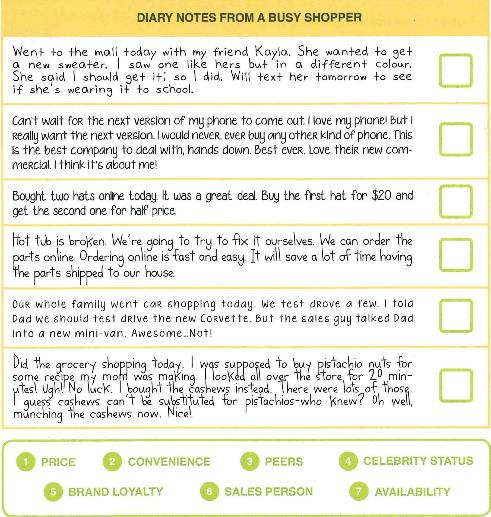 DIARY NOTES FROM A BUSY SHOPPER
Went to the mall today with my friend Kayla. She wanted to get
a new sweater. I saw one like hers but in a different colour.
She said I should get it; so I did. Will text her tomorrow to see
if she's wearing it to school.
Can't wait for the next version of my phone to come out. I love my phone! But I
really want the next version. I would never, ever buy any other kind of phone. This
is the best company to deal with, hands down. Best ever. Love their new com-
mercial. I think it's about me!
Bought two hats online today. It was a great deal. Buy the first hat for $20 and
get the second one for half price.
Hot tub is broken. We're going to try to fix it ourselves. We can order the
parts online. Ordering online is fast and easy. It will save a lot of time having
the parts shipped to our house.
Our whole family went car shopping today. We test drove a few. I told
Dad we should test drive the new Corvette. But the sales guy talked Dad
into a new mini-van. Awesome...Not!
Did the grocery shopping today. I was supposed to buy pistachio nuts for
some recipe my mom was making. I looked all over the store for 20 min-
utes! Ugh! No luck. I bought the cashews instead. There were lots of those.
I guess cashews can't be substituted for pistachios-who knew? Oh well,
munching the cashews now. Nice!
1 PRICE 2 CONVENIENCE 3 PEERS 4 CELEBRITY STATUS
5 BRAND LOYALTY 6 SALES PERSON 7 AVAILABILITY